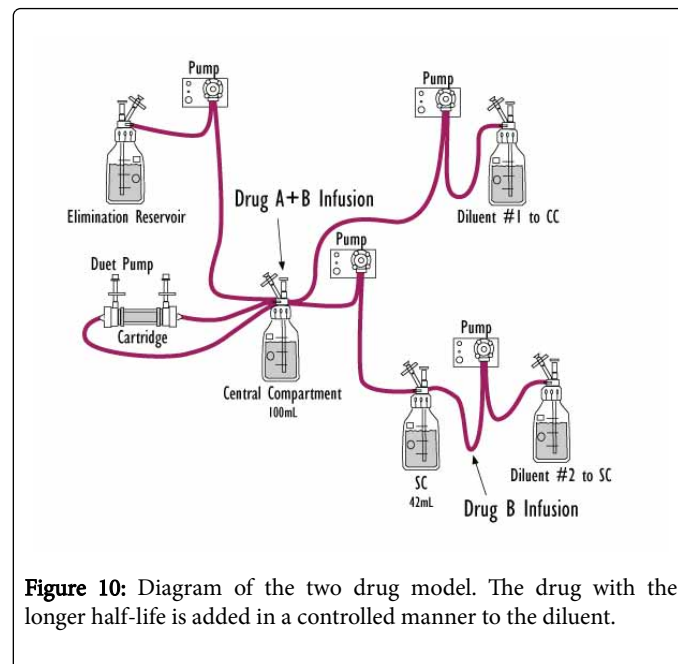 Pump
Pump
Elimination Reservoir
Drug A+B Infusion
Diluent #1 to CC
Pump
Duet Pump
Cartridge
Pump
Central Compartment
100mL
SC
42mL
Diluent #2 to SC
Drug B Infusion
Figure 10: Diagram of the two drug model. The drug with the
longer half-life is added in a controlled manner to the diluent.